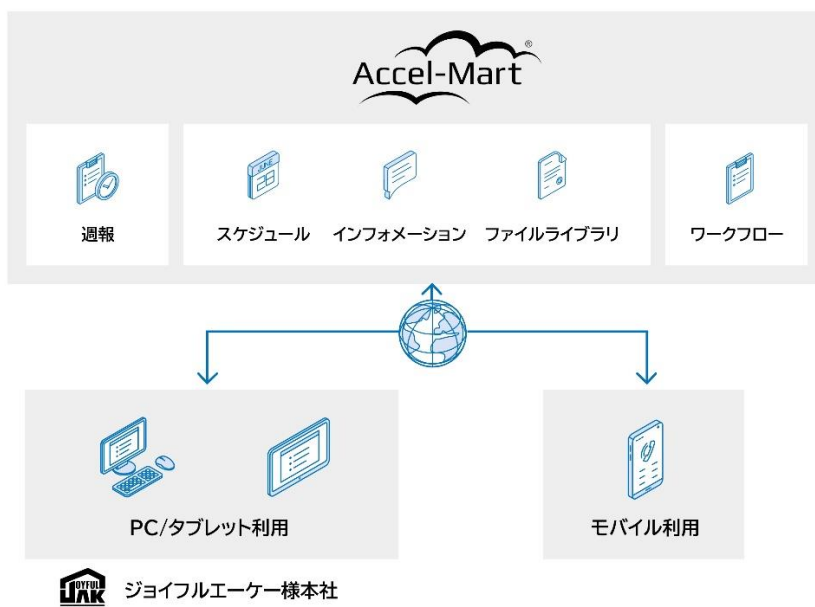 Accel-Mart®
JUNE
週報
スケジュール
インフォメーション
ファイルライブラリ
ワークフロー
PC/タブレット利用
モバイル利用
JOYFUL AK
ジョイフルエーケー様本社